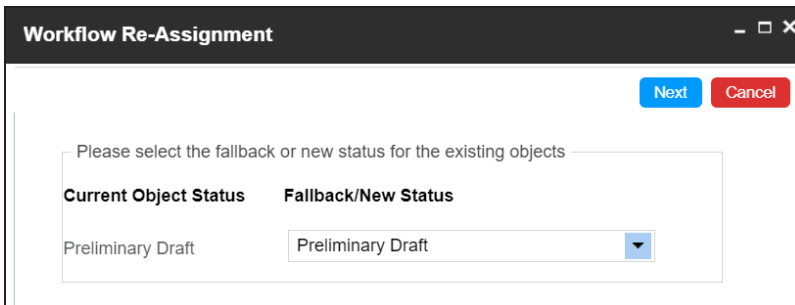 Workflow Re-Assignment
Next Cancel
Please select the fallback or new status for the existing objects
Current Object Status Fallback/New Status
Preliminary Draft Preliminary Draft